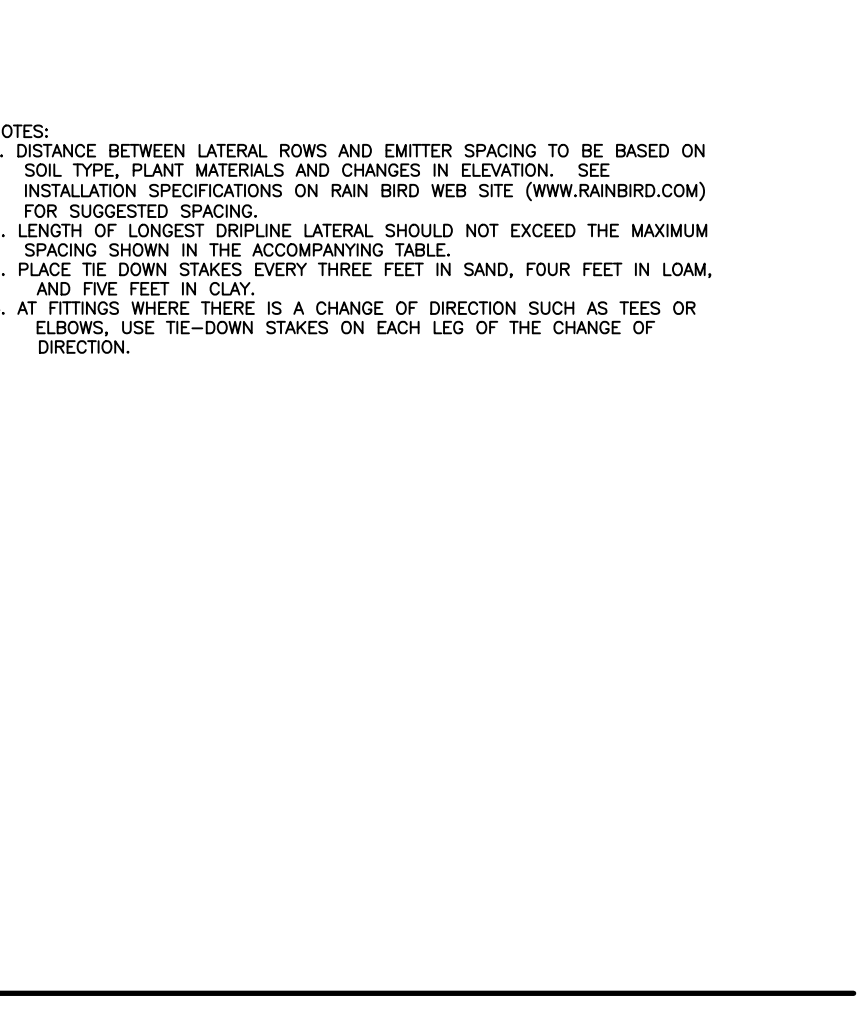 OTES:
. DISTANCE BETWEEN LATERAL ROWS AND EMITTER SPACING TO BE BASED ON
SOIL TYPE, PLANT MATERIALS AND CHANGES IN ELEVATION. SEE
INSTALLATION SPECIFICATIONS ON RAIN BIRD WEB SITE (WWW.RAINBIRD.COM)
FOR SUGGESTED SPACING.
. LENGTH OF LONGEST DRIPLINE LATERAL SHOULD NOT EXCEED THE MAXIMUM
SPACING SHOWN IN THE ACCOMPANYING TABLE.
. PLACE TIE DOWN STAKES EVERY THREE FEET IN SAND, FOUR FEET IN LOAM,
AND FIVE FEET IN CLAY.
. AT FITTINGS WHERE THERE IS A CHANGE OF DIRECTION SUCH AS TEES OR
ELBOWS, USE TIE–DOWN STAKES ON EACH LEG OF THE CHANGE OF
DIRECTION.